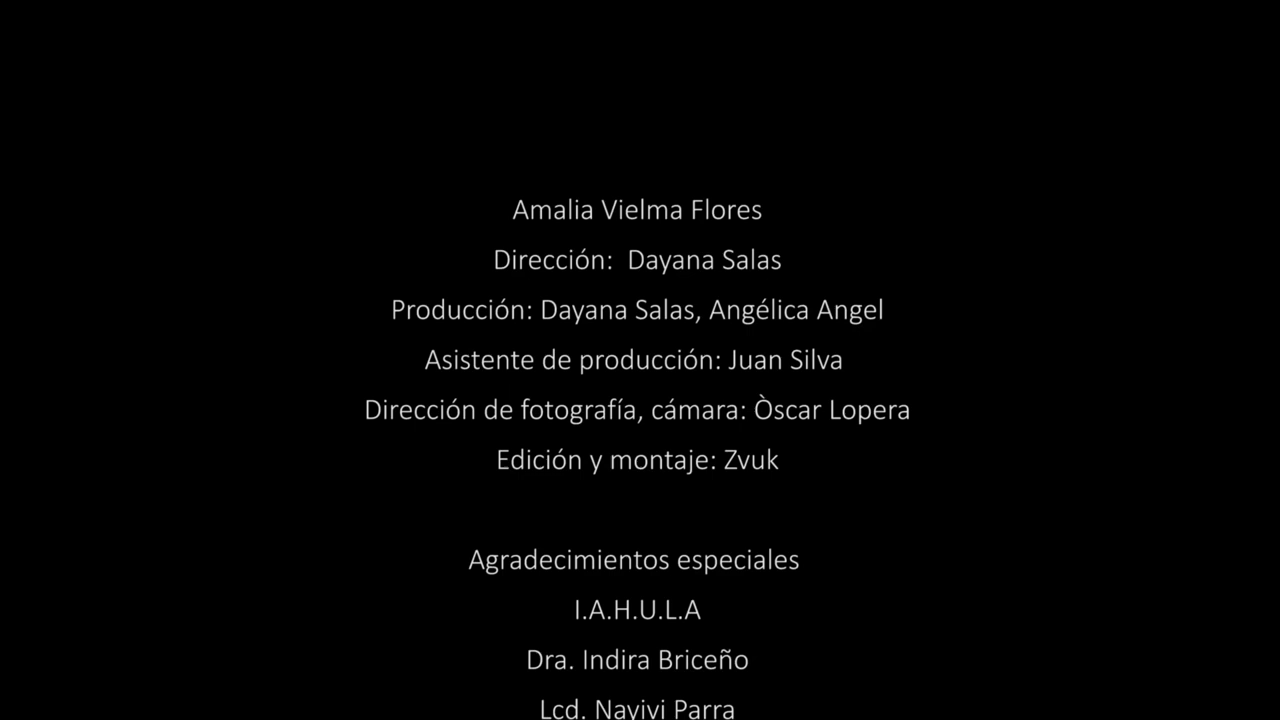 Amalia Vielma Flores
Dirección: Dayana Salas
Producción: Dayana Salas, Angélica Angel
Asistente de producción: Juan Silva
Dirección de fotografía, cámara: Òscar Lopera
Edición y montaje: Zvuk
Agradecimientos especiales
I.A.H.U.L.A
Dra. Indira Briceño
Lcd. Nayivi Parra